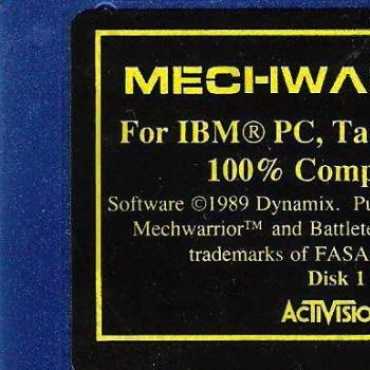 MECHWA
For IBM® PC, Ta
100% Comp
Software ©1989 Dynamix. Pu
Mechwarrior™ and Battlete
trademarks of FASA
Disk 1
ACTIVISIO